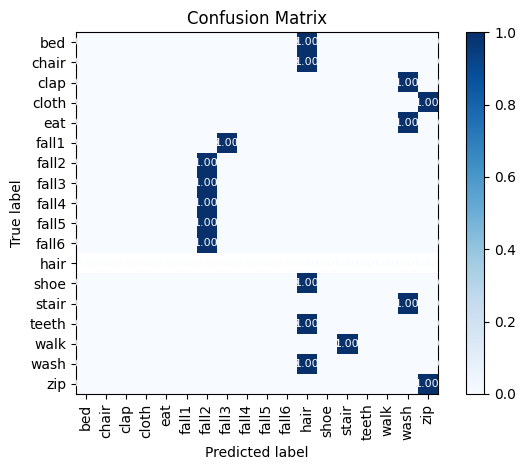 Confusion Matrix
True label
bed 1.00
chair 1.00
clap 1.00
cloth 1.00
eat 1.00
fall1 1.00
fall2 1.00
fall3 1.00
fall4 1.00
fall5 1.00
fall6 1.00
hair
shoe 1.00
stair 1.00
teeth 1.00
walk 1.00
wash 1.00
zip 1.00
bed chair clap cloth eat fall1 fall2 fall3 fall4 fall5 fall6 hair shoe stair teeth walk wash zip
Predicted label
1.0
0.8
0.6
0.4
0.2
0.0